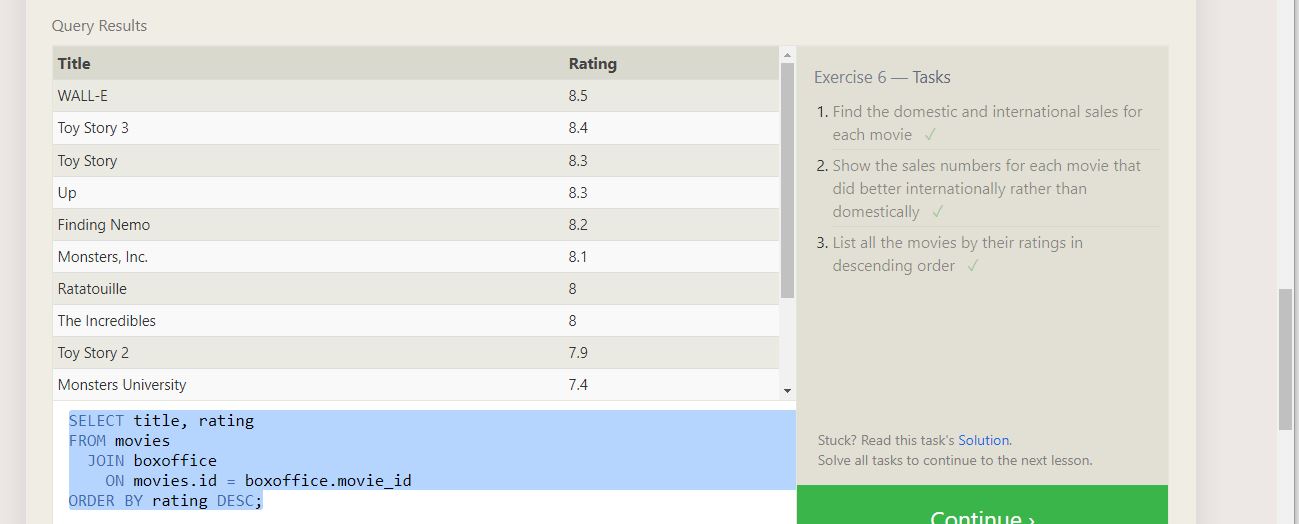 Query Results
Title Rating
WALL-E 8.5
Toy Story 3 8.4
Toy Story 8.3
Up 8.3
Finding Nemo 8.2
Monsters, Inc. 8.1
Ratatouille 8
The Incredibles 8
Toy Story 2 7.9
Monsters University 7.4
SELECT title, rating
FROM movies
  JOIN boxoffice
    ON movies.id = boxoffice.movie_id
ORDER BY rating DESC;
Exercise 6 — Tasks
1. Find the domestic and international sales for
each movie ✓
2. Show the sales numbers for each movie that
did better internationally rather than
domestically ✓
3. List all the movies by their ratings in
descending order ✓
Stuck? Read this task's Solution.
Solve all tasks to continue to the next lesson.
Continue ›